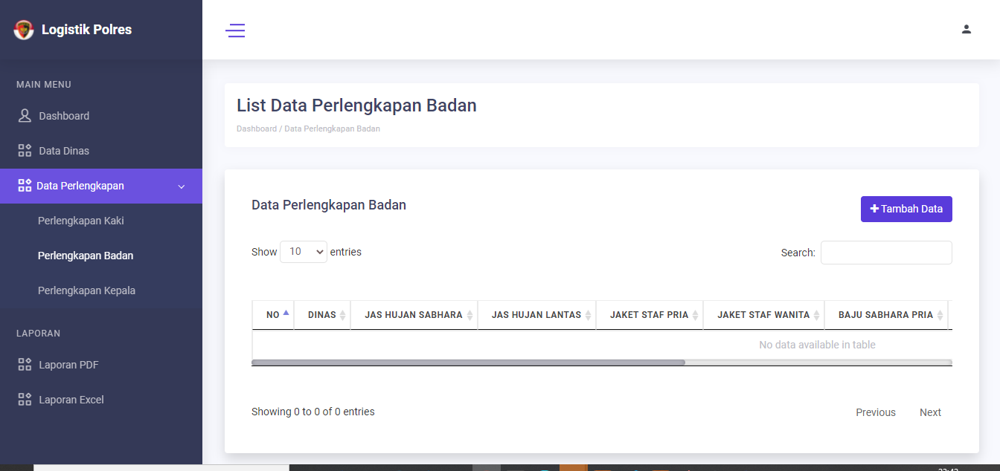 Logistik Polres
MAIN MENU
Dashboard
Data Dinas
Data Perlengkapan
Perlengkapan Kaki
Perlengkapan Badan
Perlengkapan Kepala
LAPORAN
Laporan PDF
Laporan Excel
List Data Perlengkapan Badan
Dashboard / Data Perlengkapan Badan
Data Perlengkapan Badan
Tambah Data
Show 10 entries
Search:
NO DINAS JAS HUJAN SABHARA JAS HUJAN LANTAS JAKET STAF PRIA JAKET STAF WANITA BAJU SABHARA PRIA
No data available in table
Showing 0 to 0 of 0 entries
Previous Next